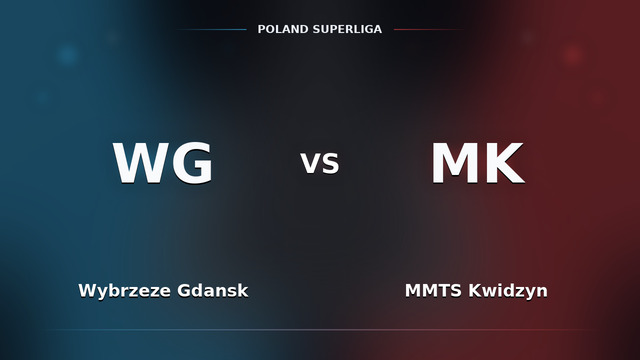 POLAND SUPERLIGA
WG VS MK
Wybrzeze Gdansk
MMTS Kwidzyn